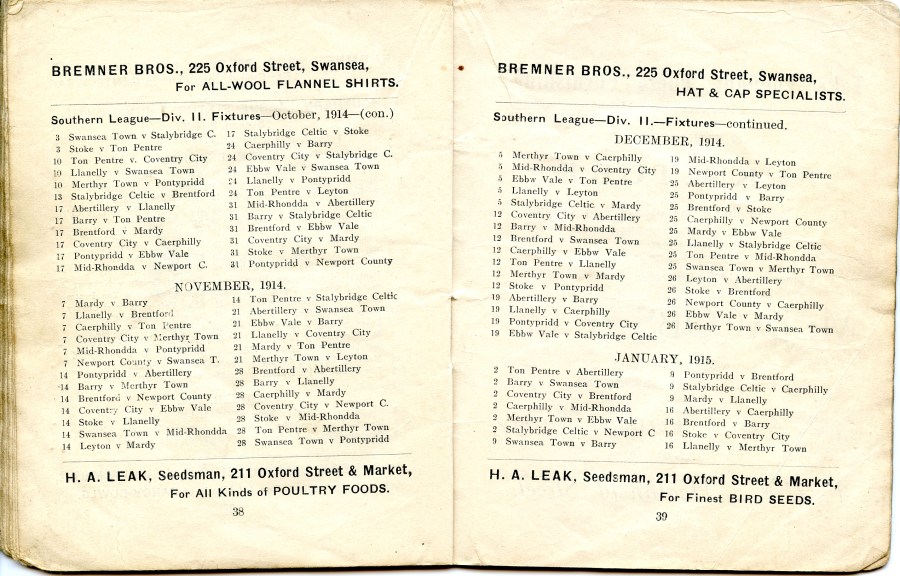 BREMNER BROS., 225 Oxford Street, Swansea,
For ALL-WOOL FLANNEL SHIRTS.
Southern League—Div. II. Fixtures—October, 1914—(con.)
3 Swansea Town v Stalybridge C.
3 Stoke v Ton Pentre
10 Ton Pentre v. Coventry City
10 Llanelly v Swansea Town
10 Merthyr Town v Pontypridd
13 Stalybridge Celtic v Brentford
17 Abertillery v Llanelly
17 Barry v Ton Pentre
17 Brentford v Mardy
17 Coventry City v Caerphilly
17 Pontypridd v Ebbw Vale
17 Mid-Rhondda v Newport C.
17 Stalybridge Celtic v Stoke
24 Caerphilly v Barry
24 Coventry City v Stalybridge C.
24 Ebbw Vale v Swansea Town
24 Llanelly v Pontypridd
24 Ton Pentre v Leyton
31 Mid-Rhondda v Abertillery
31 Barry v Stalybridge Celtic
31 Brentford v Ebbw Vale
31 Coventry City v Mardy
31 Stoke v Merthyr Town
31 Pontypridd v Newport County
NOVEMBER, 1914.
7 Mardy v Barry
7 Llanelly v Brentford
7 Caerphilly v Ton Pentre
7 Coventry City v Merthyr Town
7 Mid-Rhondda v Pontypridd
7 Newport County v Swansea T.
14 Pontypridd v Abertillery
14 Barry v Merthyr Town
14 Brentford v Newport County
14 Coventry City v Ebbw Vale
14 Stoke v Llanelly
14 Swansea Town v Mid-Rhondda
14 Leyton v Mardy
14 Ton Pentre v Stalybridge Celtic
21 Abertillery v Swansea Town
21 Ebbw Vale v Barry
21 Llanelly v Coventry City
21 Mardy v Ton Pentre
21 Merthyr Town v Leyton
28 Brentford v Abertillery
28 Barry v Llanelly
28 Caerphilly v Mardy
28 Coventry City v Newport C.
28 Stoke v Mid-Rhondda
28 Ton Pentre v Merthyr Town
28 Swansea Town v Pontypridd
H. A. LEAK, Seedsman, 211 Oxford Street & Market,
For All Kinds of POULTRY FOODS.
38
BREMNER BROS., 225 Oxford Street, Swansea,
HAT & CAP SPECIALISTS.
Southern League—Div. II.—Fixtures—continued.
DECEMBER, 1914.
5 Merthyr Town v Caerphilly
5 Mid-Rhondda v Coventry City
5 Ebbw Vale v Ton Pentre
5 Llanelly v Leyton
5 Stalybridge Celtic v Mardy
12 Coventry City v Abertillery
12 Barry v Mid-Rhondda
12 Brentford v Swansea Town
12 Caerphilly v Ebbw Vale
12 Ton Pentre v Llanelly
12 Merthyr Town v Mardy
12 Stoke v Pontypridd
19 Abertillery v Barry
19 Llanelly v Caerphilly
19 Pontypridd v Coventry City
19 Ebbw Vale v Stalybridge Celtic
19 Mid-Rhondda v Leyton
19 Newport County v Ton Pentre
25 Abertillery v Leyton
25 Pontypridd v Barry
25 Brentford v Stoke
25 Caerphilly v Newport County
25 Mardy v Ebbw Vale
25 Llanelly v Stalybridge Celtic
25 Ton Pentre v Mid-Rhondda
25 Swansea Town v Merthyr Town
26 Leyton v Abertillery
26 Stoke v Brentford
26 Newport County v Caerphilly
26 Ebbw Vale v Mardy
26 Merthyr Town v Swansea Town
JANUARY, 1915.
2 Ton Pentre v Abertillery
2 Barry v Swansea Town
2 Coventry City v Brentford
2 Caerphilly v Mid-Rhondda
2 Merthyr Town v Ebbw Vale
2 Stalybridge Celtic v Newport C
9 Swansea Town v Barry
9 Pontypridd v Brentford
9 Stalybridge Celtic v Caerphilly
9 Mardy v Llanelly
16 Abertillery v Caerphilly
16 Brentford v Barry
16 Stoke v Coventry City
16 Llanelly v Merthyr Town
H. A. LEAK, Seedsman, 211 Oxford Street & Market,
For Finest BIRD SEEDS.
39